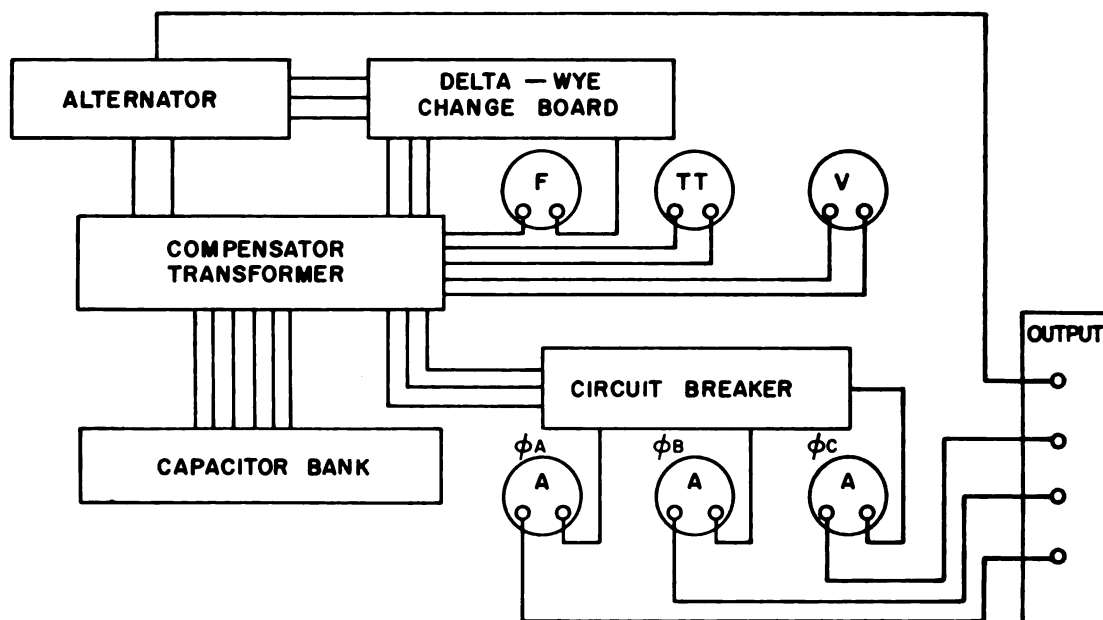 ALTERNATOR
DELTA — WYE
CHANGE BOARD
F
TT
V
COMPENSATOR
TRANSFORMER
OUTPUT
CIRCUIT BREAKER
ϕA
ϕB
ϕC
CAPACITOR BANK
A
A
A